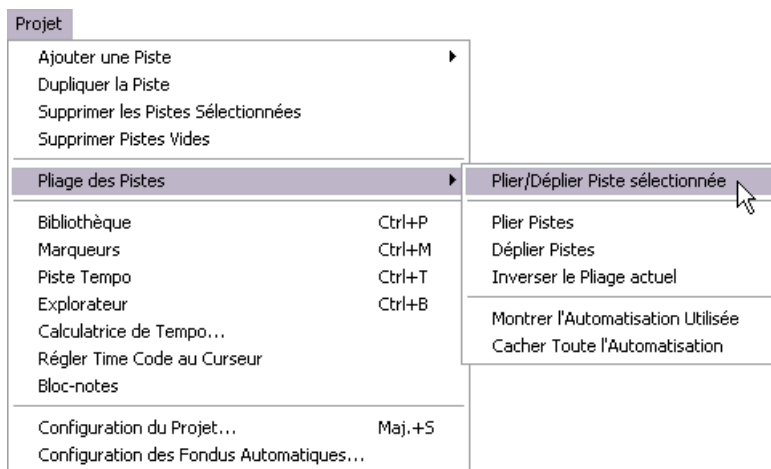 Projet
Ajouter une Piste
Dupliquer la Piste
Supprimer les Pistes Sélectionnées
Supprimer Pistes Vides
Pliage des Pistes
Plier/Déplier Piste sélectionnée
Plier Pistes
Déplier Pistes
Inverser le Pliage actuel
Montrer l'Automatisation Utilisée
Cacher Toute l'Automatisation
Bibliothèque Ctrl+P
Marqueurs Ctrl+M
Piste Tempo Ctrl+T
Explorateur Ctrl+B
Calculatrice de Tempo...
Régler Time Code au Curseur
Bloc-notes
Configuration du Projet... Maj.+S
Configuration des Fondus Automatiques...